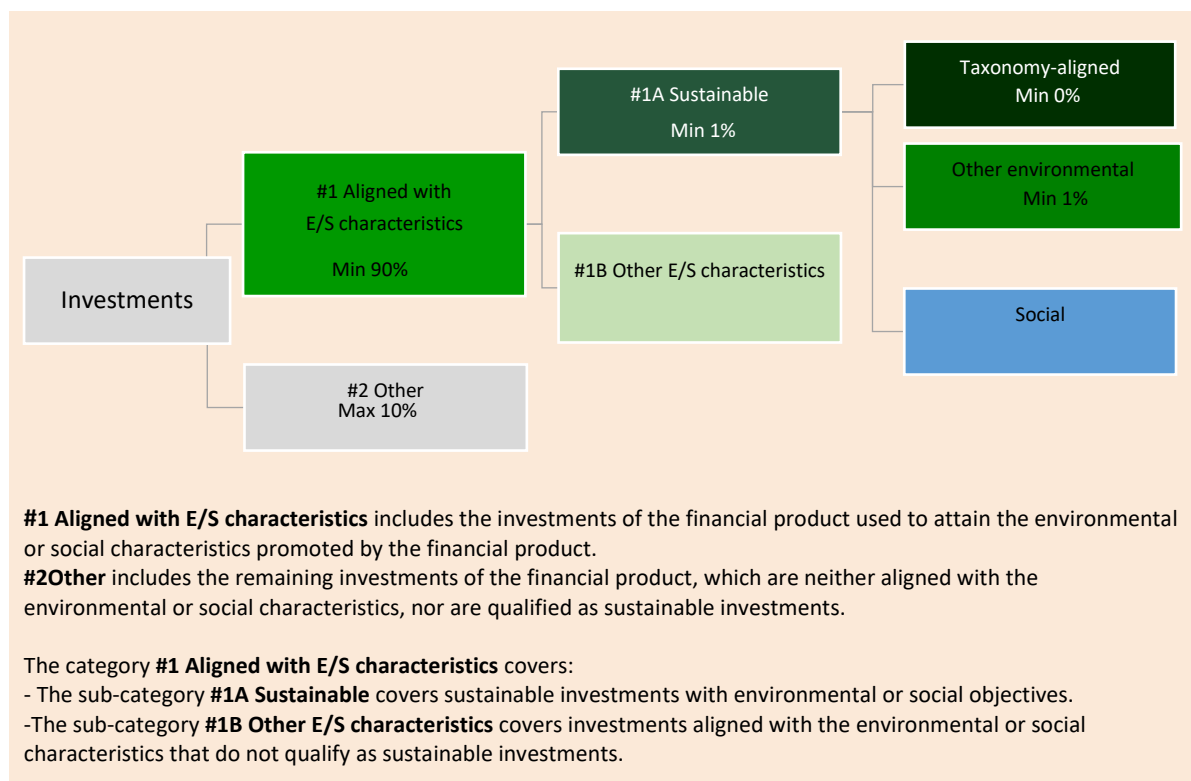 Investments
#1 Aligned with
E/S characteristics
Min 90%
#2 Other
Max 10%
#1A Sustainable
Min 1%
#1B Other E/S characteristics
Taxonomy-aligned
Min 0%
Other environmental
Min 1%
Social
#1 Aligned with E/S characteristics includes the investments of the financial product used to attain the environmental
or social characteristics promoted by the financial product.
#2Other includes the remaining investments of the financial product, which are neither aligned with the
environmental or social characteristics, nor are qualified as sustainable investments.
The category #1 Aligned with E/S characteristics covers:
- The sub-category #1A Sustainable covers sustainable investments with environmental or social objectives.
-The sub-category #1B Other E/S characteristics covers investments aligned with the environmental or social
characteristics that do not qualify as sustainable investments.